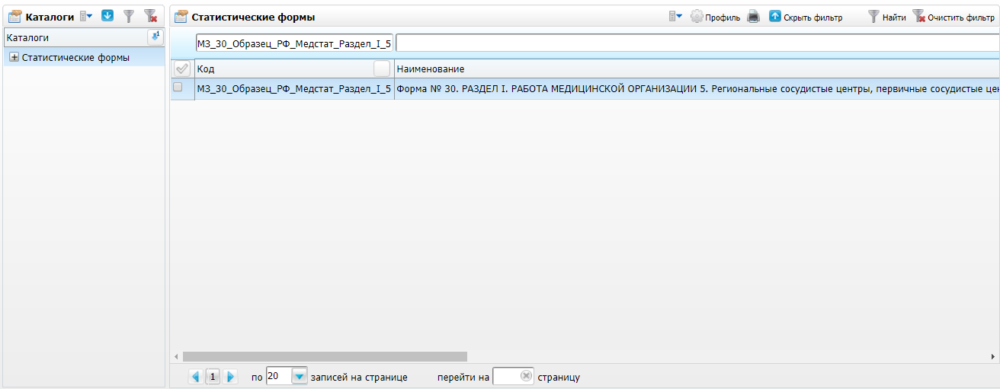 Каталоги
Каталоги
Статистические формы
Статистические формы
Профиль Скрыть фильтр Найти Очистить фильтр
МЗ_30_Образец_РФ_Медстат_Раздел_I_5
Код Наименование
МЗ_30_Образец_РФ_Медстат_Раздел_I_5 Форма № 30. РАЗДЕЛ I. РАБОТА МЕДИЦИНСКОЙ ОРГАНИЗАЦИИ 5. Региональные сосудистые центры, первичные сосудистые цен
1 по 20 записей на странице перейти на страницу